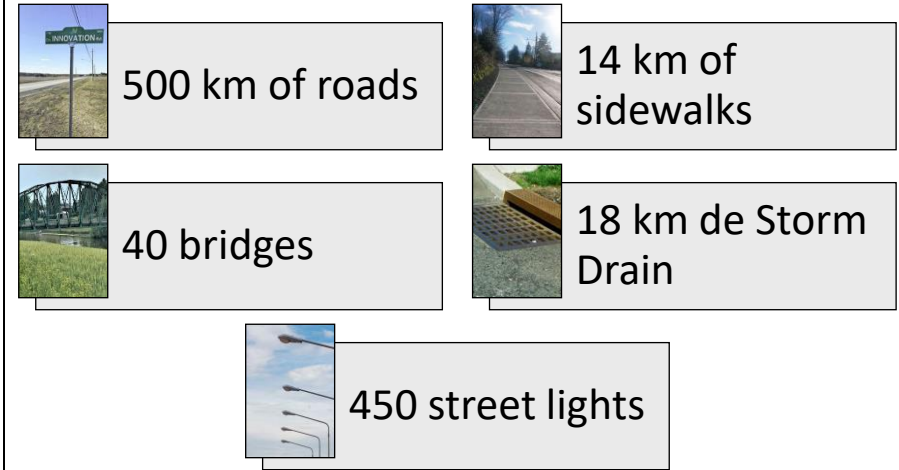 INNOVATION
500 km of roads
14 km of
sidewalks
40 bridges
18 km de Storm
Drain
450 street lights